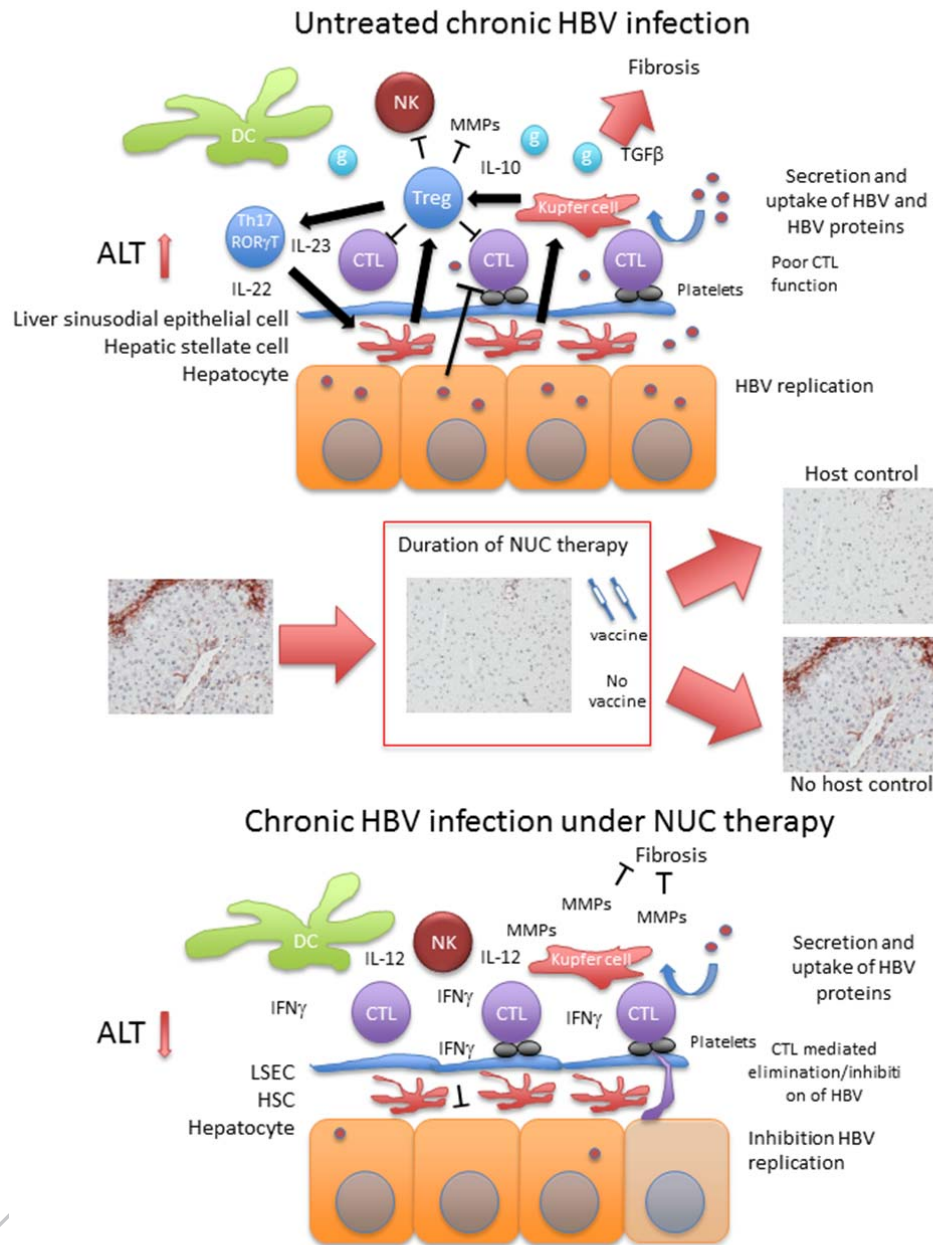 Untreated chronic HBV infection
Fibrosis
NK
DC
MMPs
g
g
g
TGFβ
IL-10
Treg
Kupfer cell
Secretion and
uptake of HBV and
HBV proteins
Th17
RORγT
IL-23
ALT
CTL
CTL
CTL
Poor CTL
function
IL-22
Platelets
Liver sinusodial epithelial cell
Hepatic stellate cell
Hepatocyte
HBV replication
Host control
Duration of NUC therapy
vaccine
No
vaccine
No host control
Chronic HBV infection under NUC therapy
Fibrosis
MMPs
MMPs
MMPs
DC
NK
IL-12
IL-12
Kupfer cell
Secretion and
uptake of HBV
proteins
IFNγ
IFNγ
IFNγ
CTL
CTL
CTL
ALT
IFNγ
Platelets
CTL mediated
elimination/inhibiti
on of HBV
LSEC
HSC
Hepatocyte
Inhibition HBV
replication